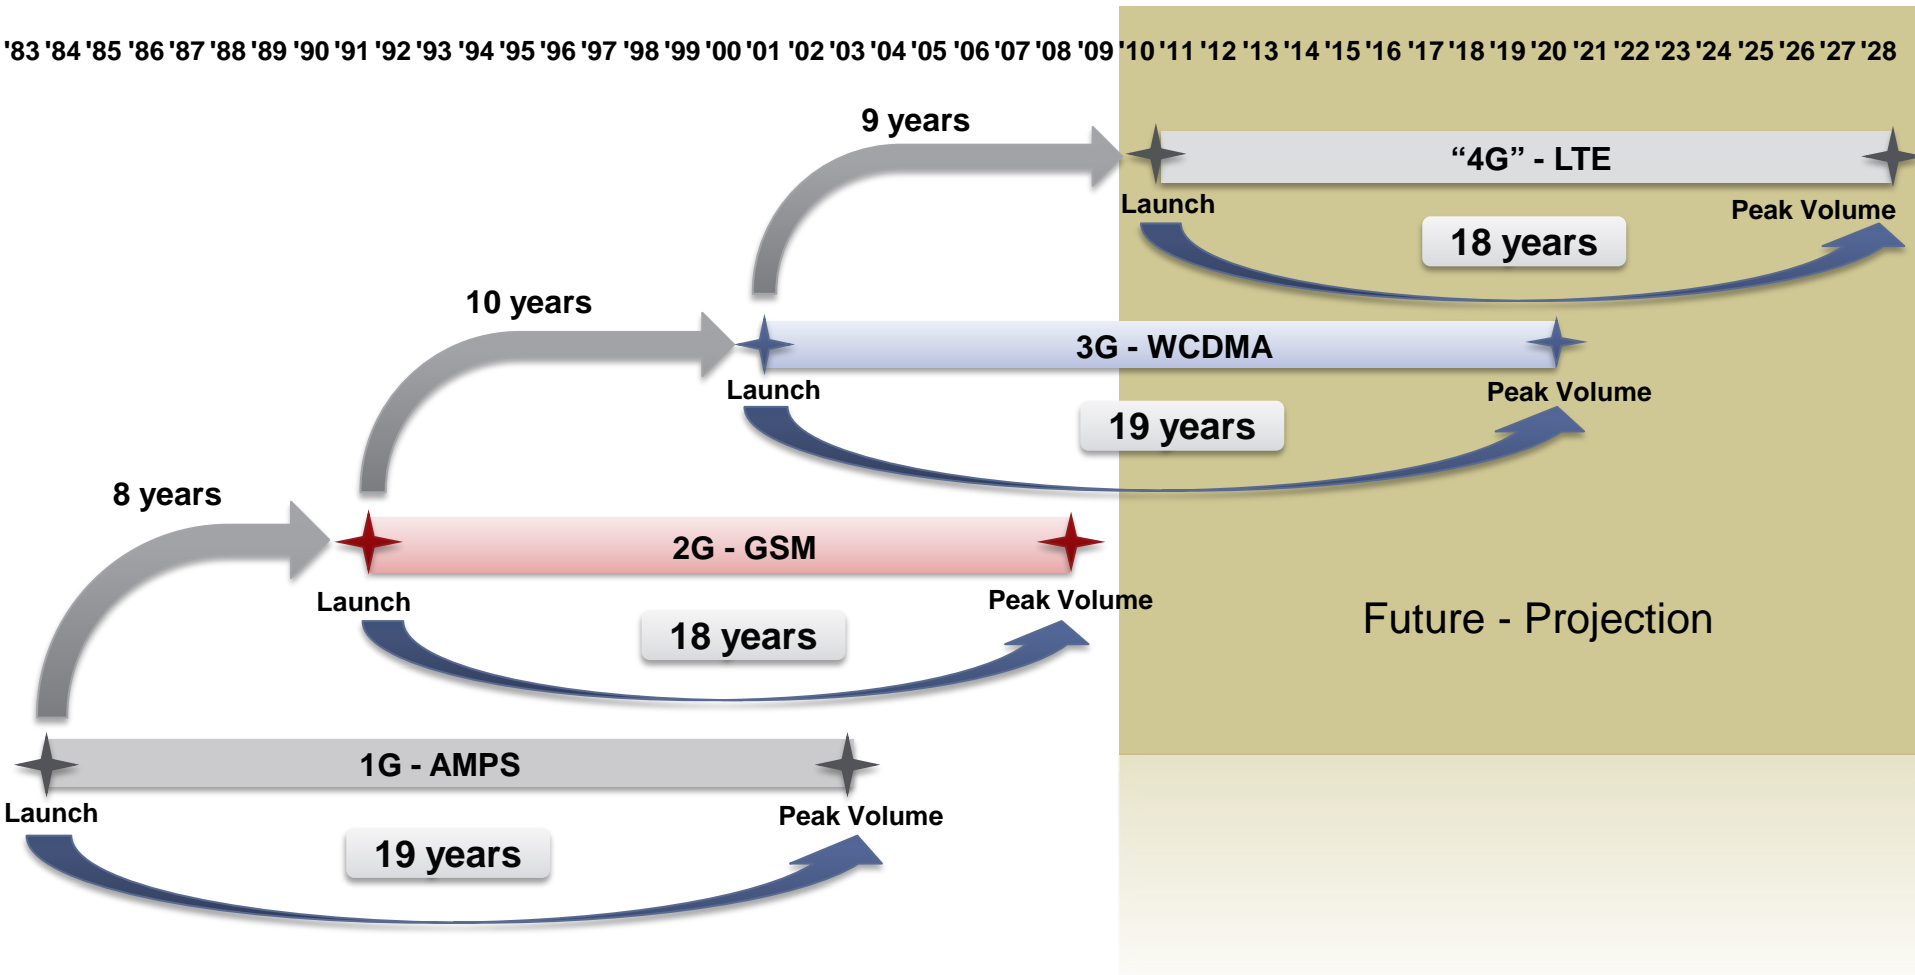 '83 '84 '85 '86 '87 '88 '89 '90 '91 '92 '93 '94 '95 '96 '97 '98 '99 '00 '01 '02 '03 '04 '05 '06 '07 '08 '09 '10 '11 '12 '13 '14 '15 '16 '17 '18 '19 '20 '21 '22 '23 '24 '25 '26 '27 '28
9 years
“4G” - LTE
Launch
Peak Volume
18 years
10 years
3G - WCDMA
Launch
Peak Volume
19 years
8 years
2G - GSM
Launch
Peak Volume
18 years
Future - Projection
1G - AMPS
Launch
Peak Volume
19 years